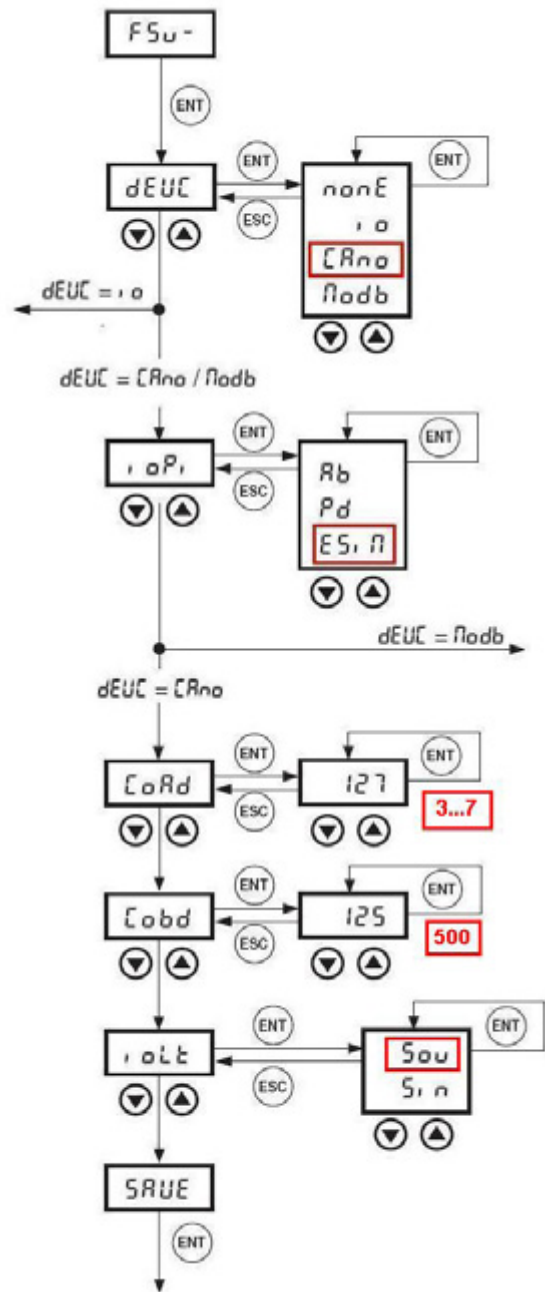 FSu-
ENT
dEUC
ENT
ESC
nonE
io
CAno
Modb
ENT
dEUC = io
dEUC = CAno / Modb
ioPi
ENT
ESC
Ab
Pd
ESiM
ENT
dEUC = Modb
dEUC = CAno
CoAd
ENT
ESC
127
ENT
3...7
Cobd
ENT
ESC
125
ENT
500
ioLt
ENT
ESC
Sou
Sin
ENT
SAUE
ENT